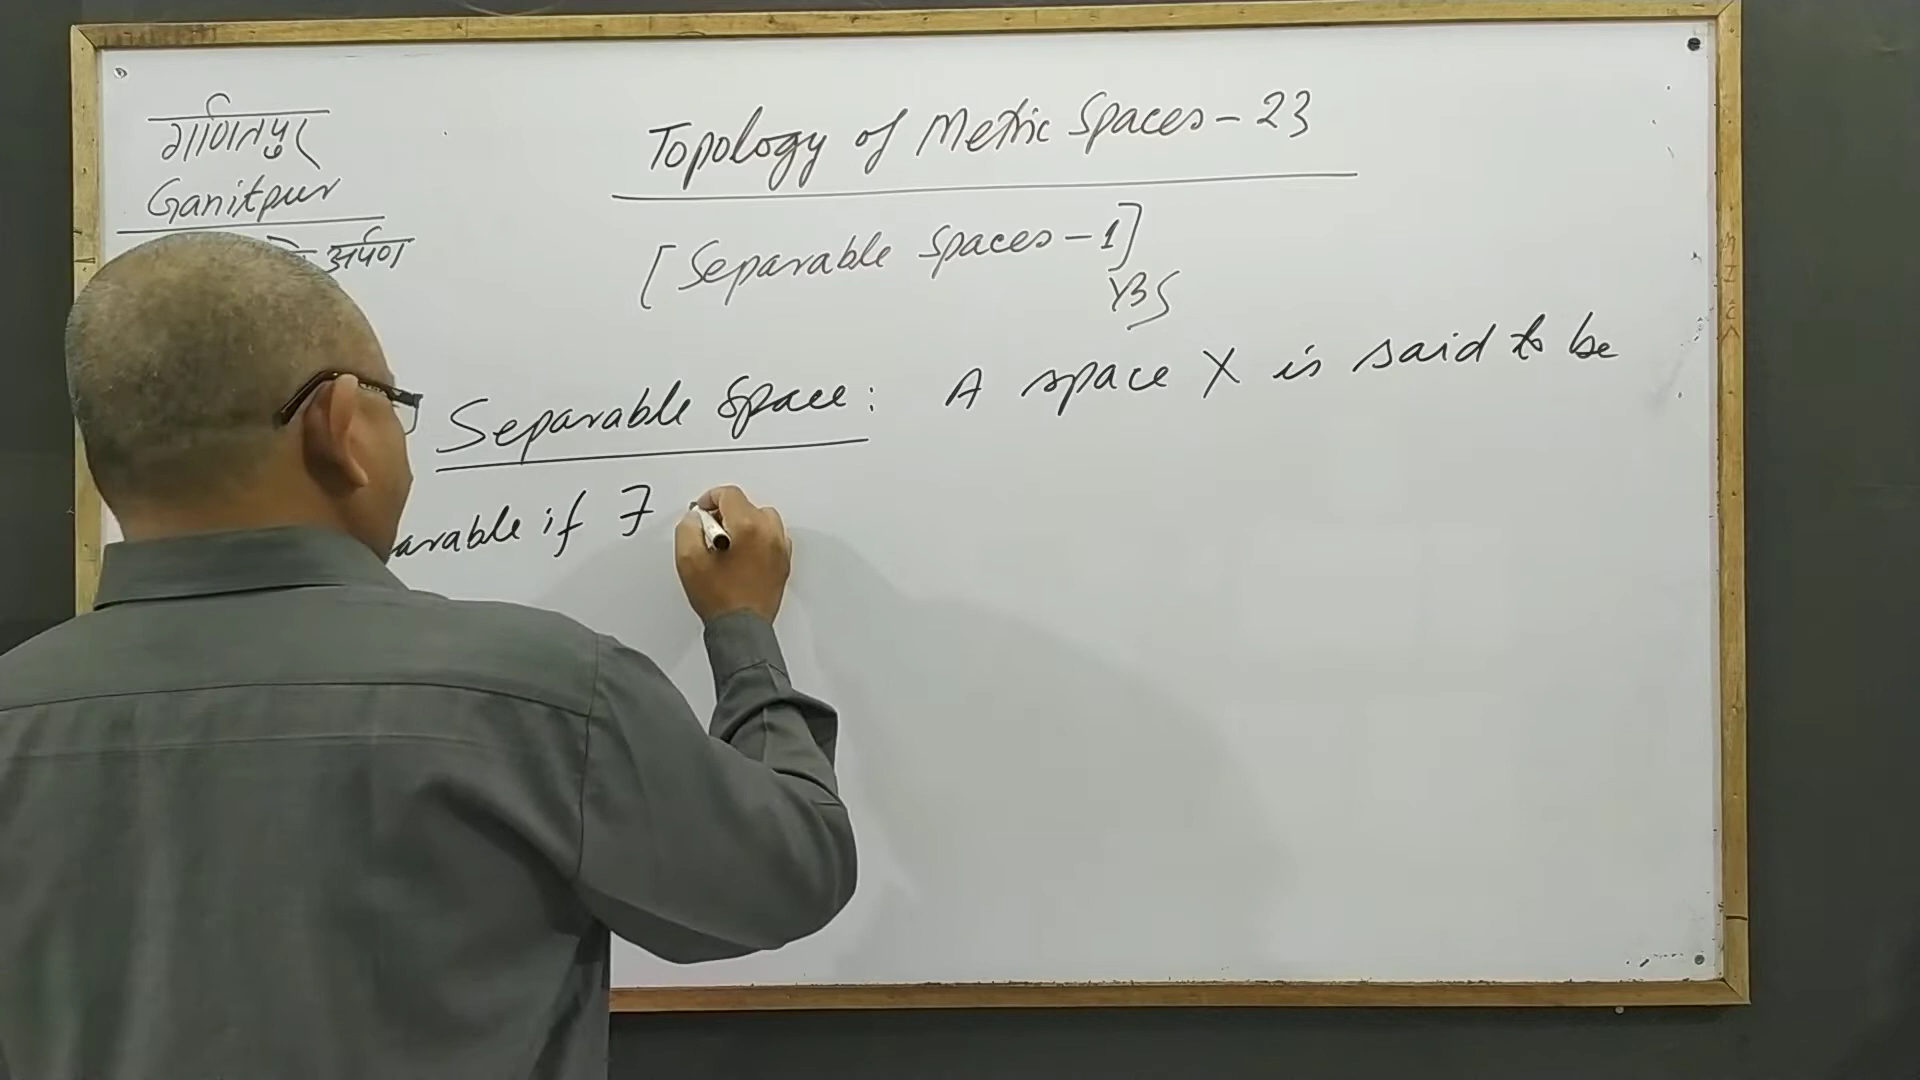 गणितपुर
Ganitpur
अर्पण
Topology of Metric Spaces - 23
[Separable Spaces - 1]
YBS
Separable Space: A space X is said to be
arable if ∃